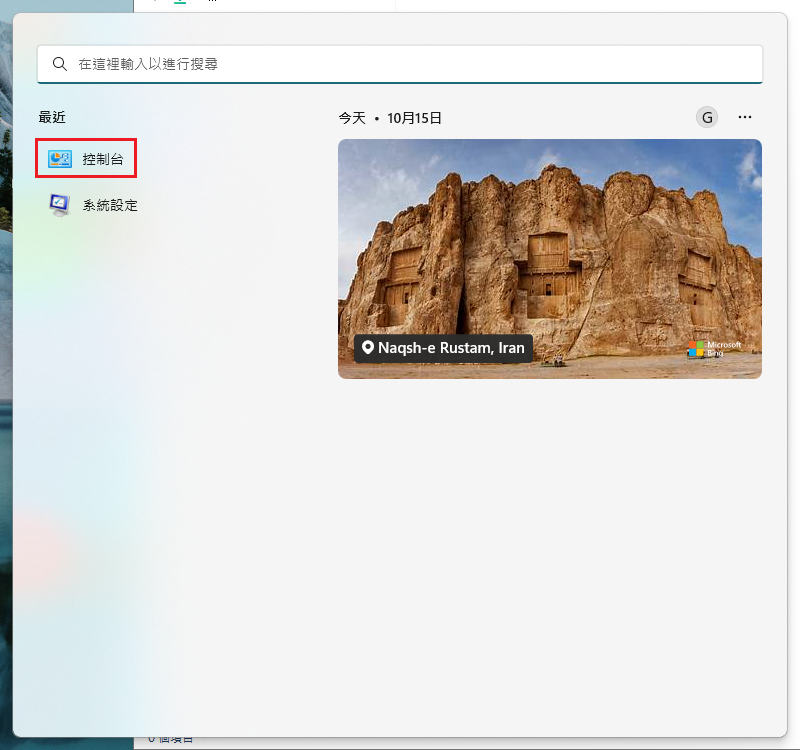 在這裡輸入以進行搜尋
最近
今天 • 10月15日
G
控制台
系統設定
Naqsh-e Rustam, Iran
Microsoft
Bing
0 個項目